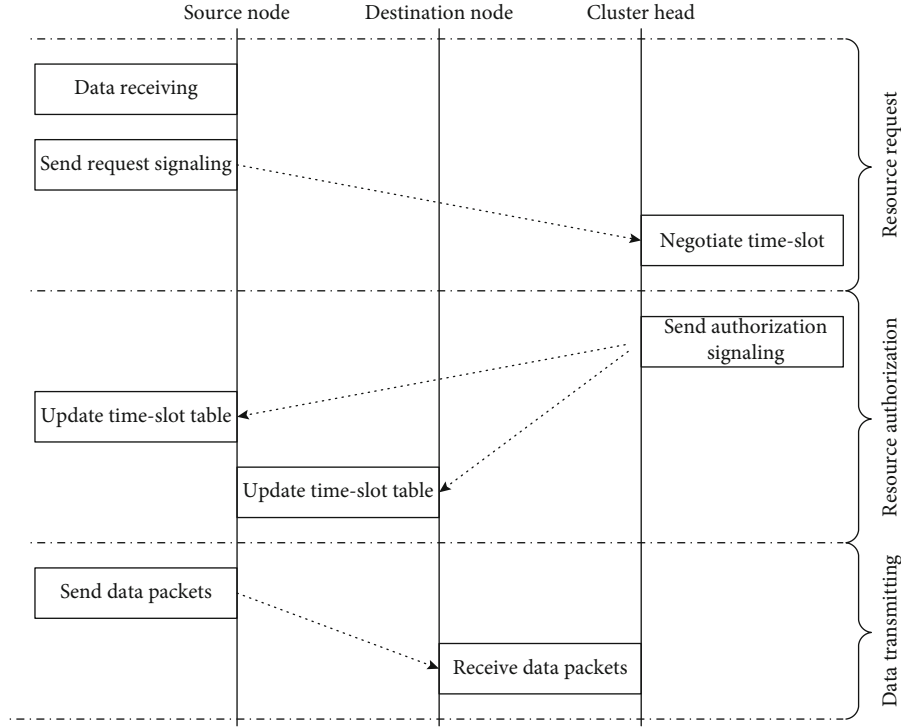 Source node
Destination node
Cluster head
Data receiving
Send request signaling
Negotiate time-slot
Resource request
Send authorization
signaling
Update time-slot table
Update time-slot table
Resource authorization
Send data packets
Receive data packets
Data transmitting